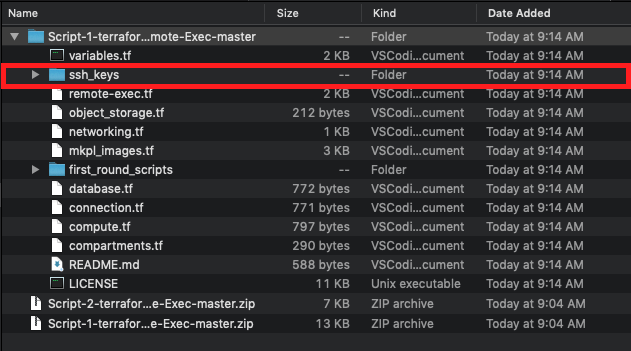 Name Size Kind Date Added
Script-1-terrafor...mote-Exec-master -- Folder Today at 9:14 AM
variables.tf 2 KB VSCodi...cument Today at 9:14 AM
ssh_keys -- Folder Today at 9:14 AM
remote-exec.tf 2 KB VSCodi...cument Today at 9:14 AM
object_storage.tf 212 bytes VSCodi...cument Today at 9:14 AM
networking.tf 1 KB VSCodi...cument Today at 9:14 AM
mkpl_images.tf 3 KB VSCodi...cument Today at 9:14 AM
first_round_scripts -- Folder Today at 9:14 AM
database.tf 772 bytes VSCodi...cument Today at 9:14 AM
connection.tf 771 bytes VSCodi...cument Today at 9:14 AM
compute.tf 797 bytes VSCodi...cument Today at 9:14 AM
compartments.tf 290 bytes VSCodi...cument Today at 9:14 AM
README.md 588 bytes VSCodi...cument Today at 9:14 AM
LICENSE 11 KB Unix executable Today at 9:14 AM
Script-2-terrafor...e-Exec-master.zip 7 KB ZIP archive Today at 9:04 AM
Script-1-terrafor...e-Exec-master.zip 13 KB ZIP archive Today at 9:04 AM